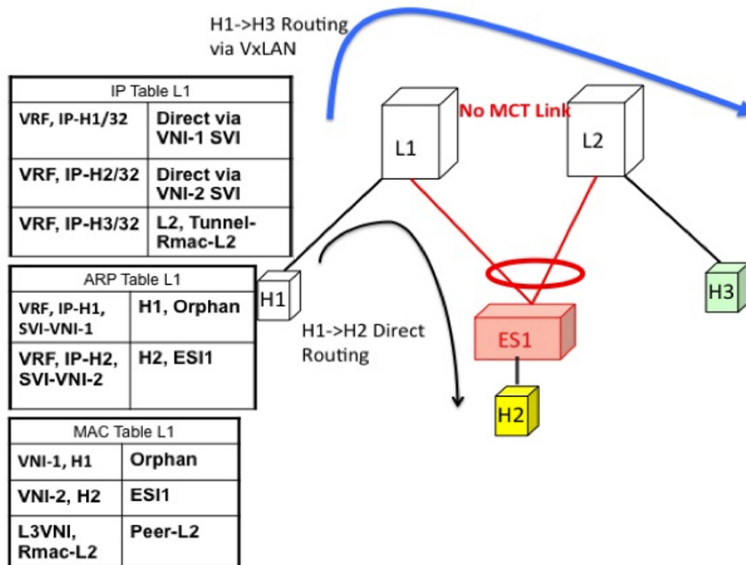 H1->H3 Routing
via VxLAN
IP Table L1
VRF, IP-H1/32
Direct via
VNI-1 SVI
VRF, IP-H2/32
Direct via
VNI-2 SVI
VRF, IP-H3/32
L2, Tunnel-
Rmac-L2
No MCT Link
L1
L2
ARP Table L1
VRF, IP-H1,
SVI-VNI-1
H1, Orphan
VRF, IP-H2,
SVI-VNI-2
H2, ESI1
H1
H1->H2 Direct
Routing
ES1
H2
H3
MAC Table L1
VNI-1, H1
Orphan
VNI-2, H2
ESI1
L3VNI,
Rmac-L2
Peer-L2